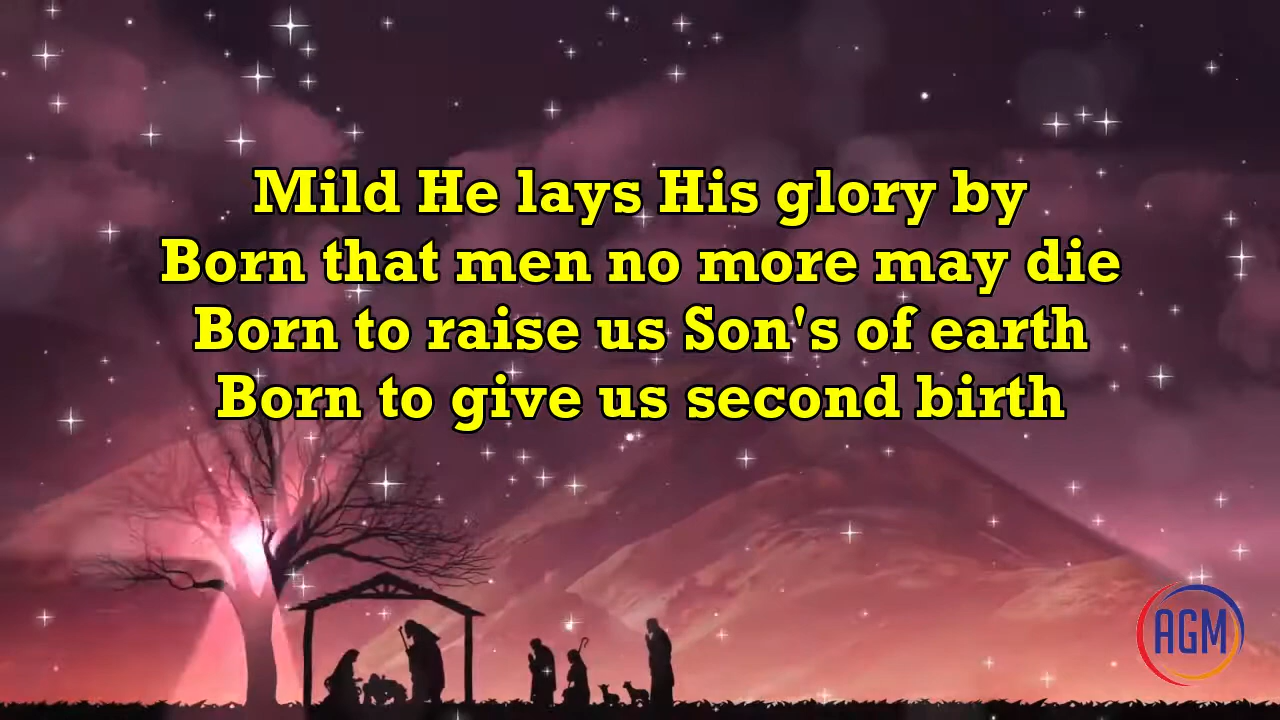 Mild He lays His glory by
Born that men no more may die
Born to raise us Son's of earth
Born to give us second birth
AGM